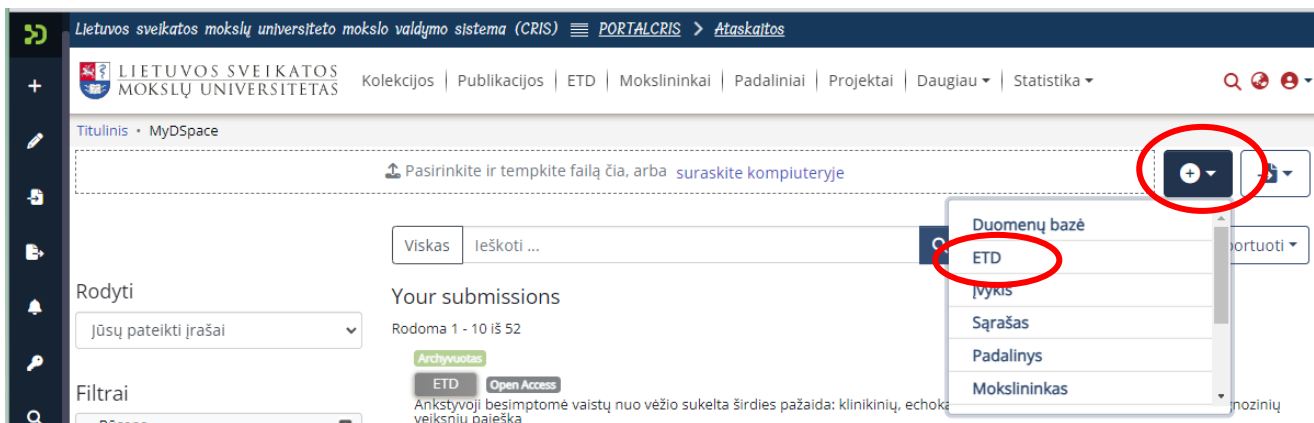 Lietuvos sveikatos mokslų universiteto mokslo valdymo sistema (CRIS) PORTALCRIS > Ataskaitos
LIETUVOS SVEIKATOS
MOKSLŲ UNIVERSITETAS
Kolekcijos | Publikacijos | ETD | Mokslininkai | Padaliniai | Projektai | Daugiau | Statistika
Titulinis • MyDSpace
Pasirinkite ir tempkite failą čia, arba suraskite kompiuteryje
Duomenų bazė
Viskas Ieškoti ...
ETD
Įvykis
Rodyti
Your submissions
Jūsų pateikti įrašai
Rodoma 1 - 10 iš 52
Sąrašas
Padalinys
Archyvuotas
Mokslininkas
ETD Open Access
Filtrai
Ankstyvoji besimptomė vaistų nuo vėžio sukelta širdies pažaida: klinikinių,
veiksnių paieška